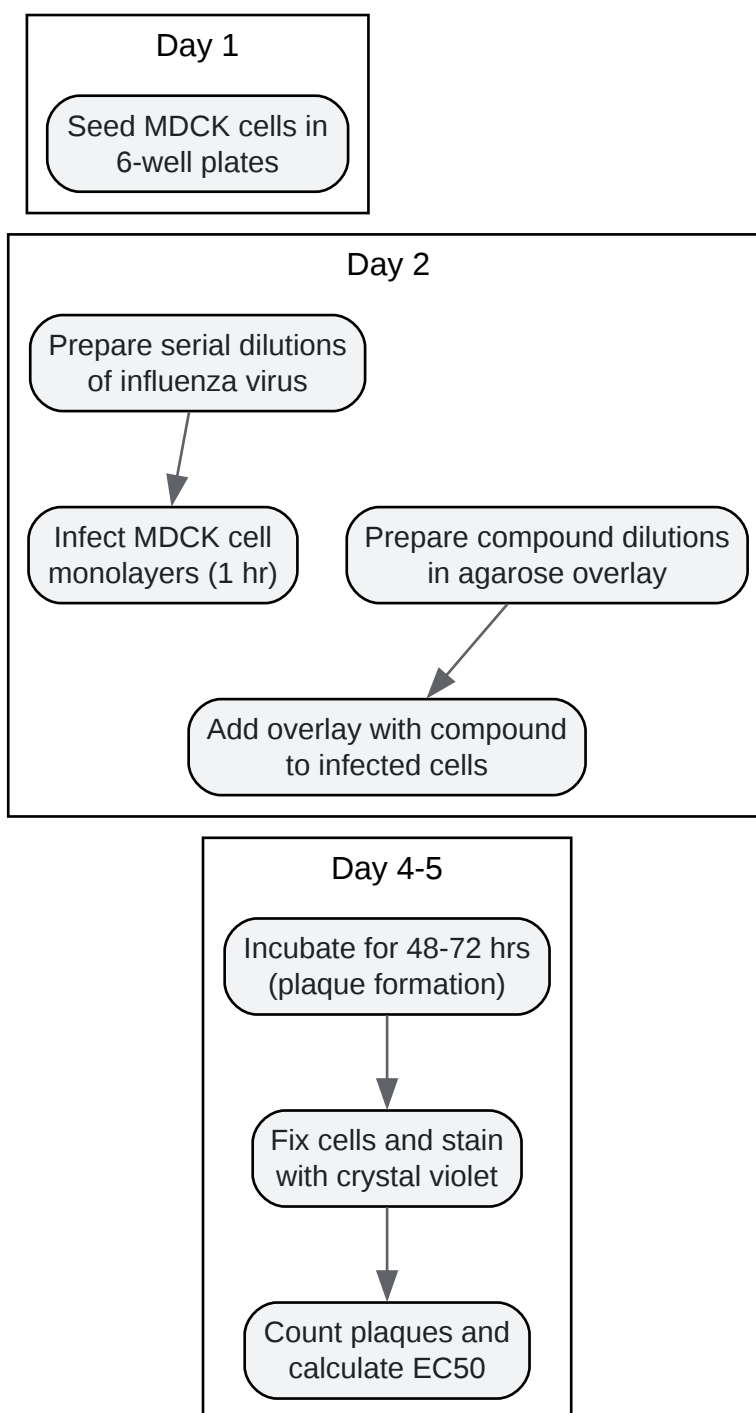 Day 1
Seed MDCK cells in
6-well plates
Day 2
Prepare serial dilutions
of influenza virus
Infect MDCK cell
monolayers (1 hr)
Prepare compound dilutions
in agarose overlay
Add overlay with compound
to infected cells
Day 4-5
Incubate for 48-72 hrs
(plaque formation)
Fix cells and stain
with crystal violet
Count plaques and
calculate EC50